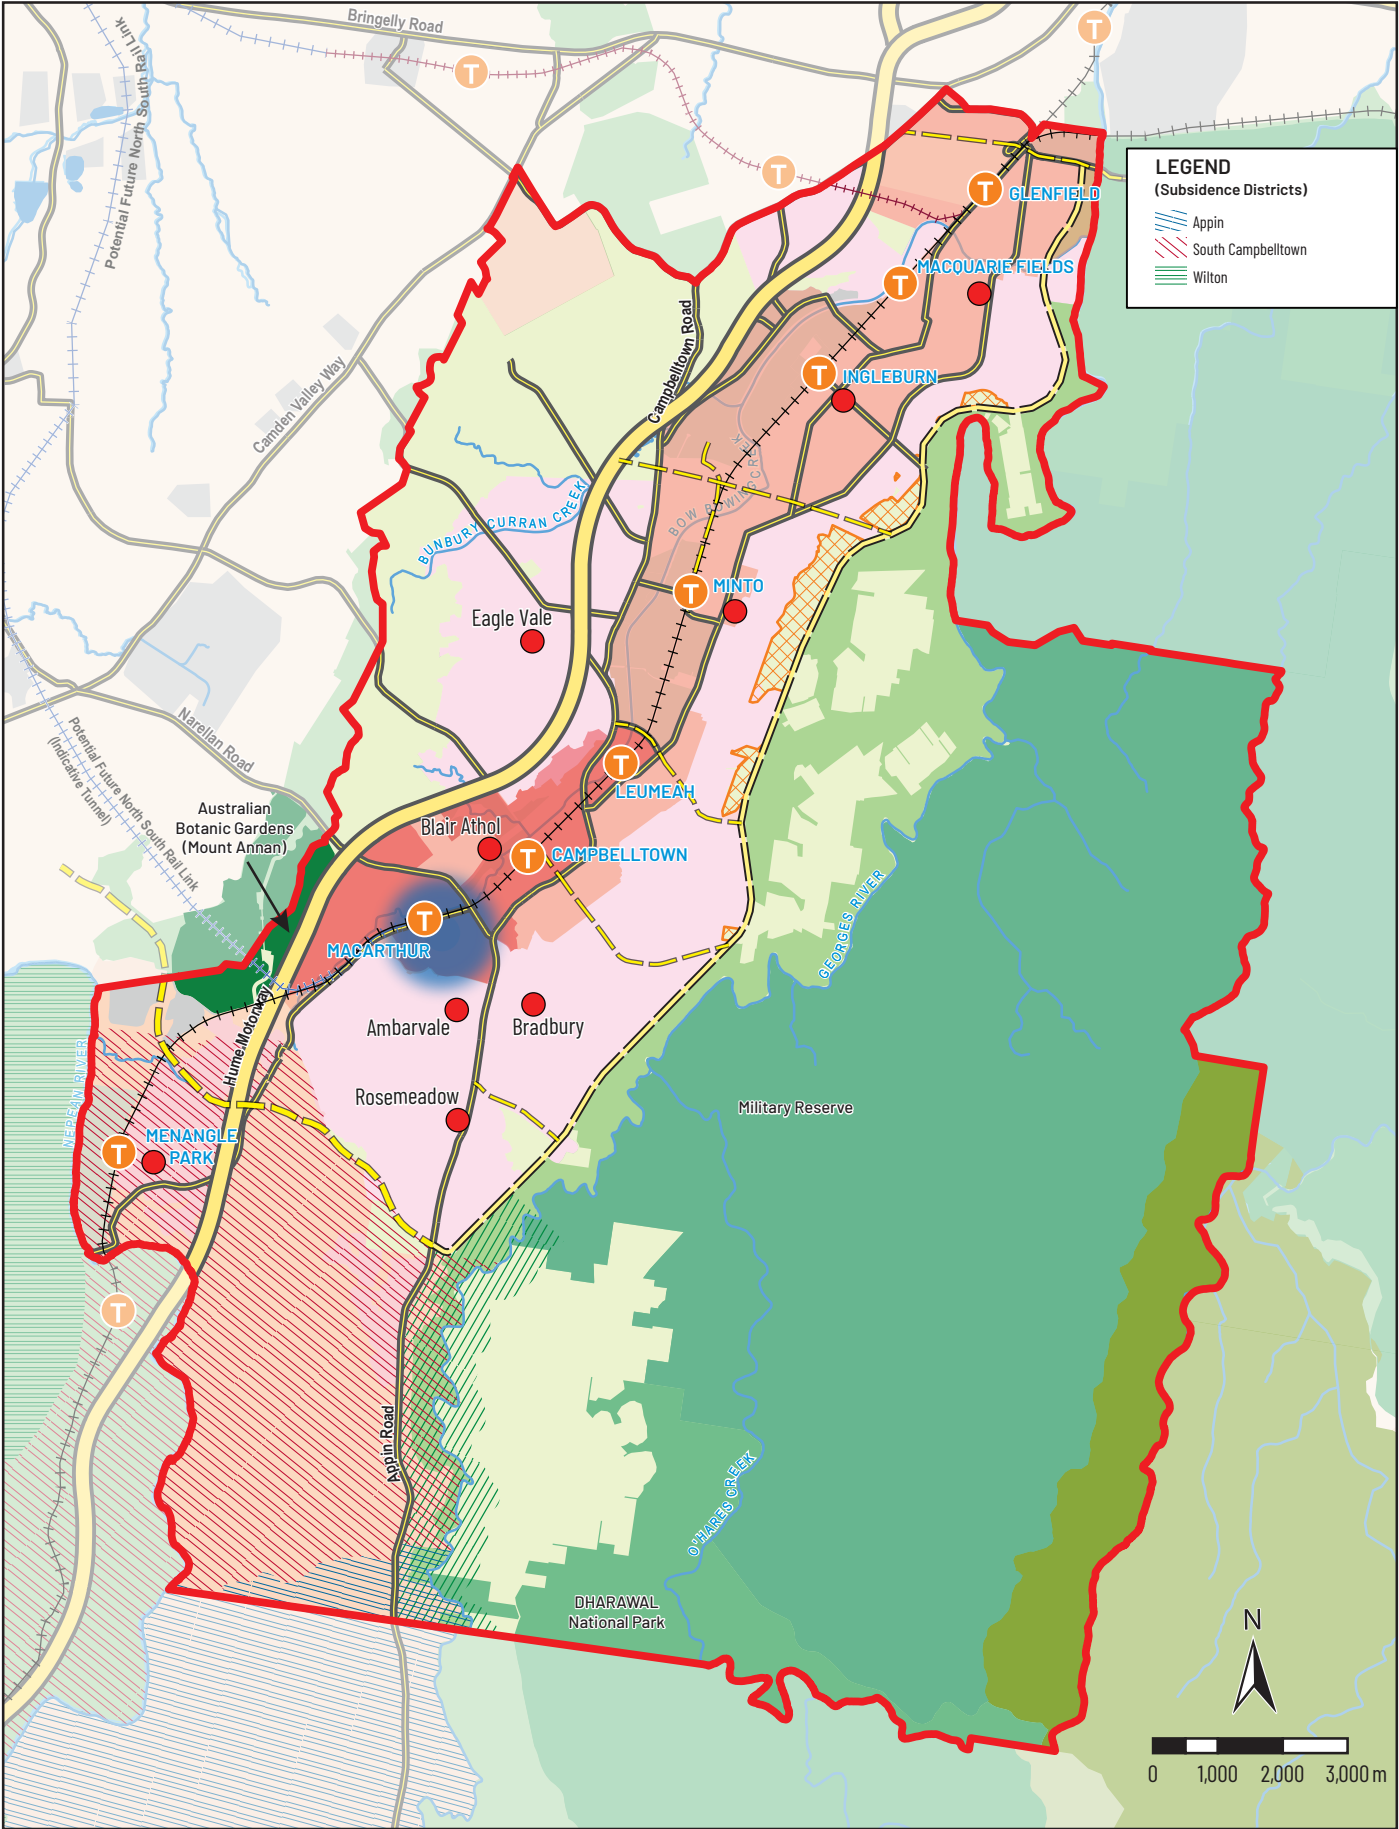 Bringelly Road
T
T
T
Potential Future North South Rail Link
LEGEND
(Subsidence Districts)
Appin
South Campbelltown
Wilton
T
GLENFIELD
T
MACQUARIE FIELDS
Campbelltown Road
Camden Valley Way
T
INGLEBURN
BOW BOWING CREEK
BUNBURY CURRAN CREEK
T
MINTO
Eagle Vale
Narellan Road
Potential Future North South Rail Link
(Indicative Tunnel)
T
LEUMEAH
Australian
Botanic Gardens
(Mount Annan)
Blair Athol
T
CAMPBELLTOWN
T
MACARTHUR
GEORGES RIVER
Hume Motorway
Ambarvale
Bradbury
NEPEAN RIVER
Rosemeadow
Military Reserve
T
MENANGLE
PARK
T
Appin Road
O'HARES CREEK
DHARAWAL
National Park
N
0 1,000 2,000 3,000 m